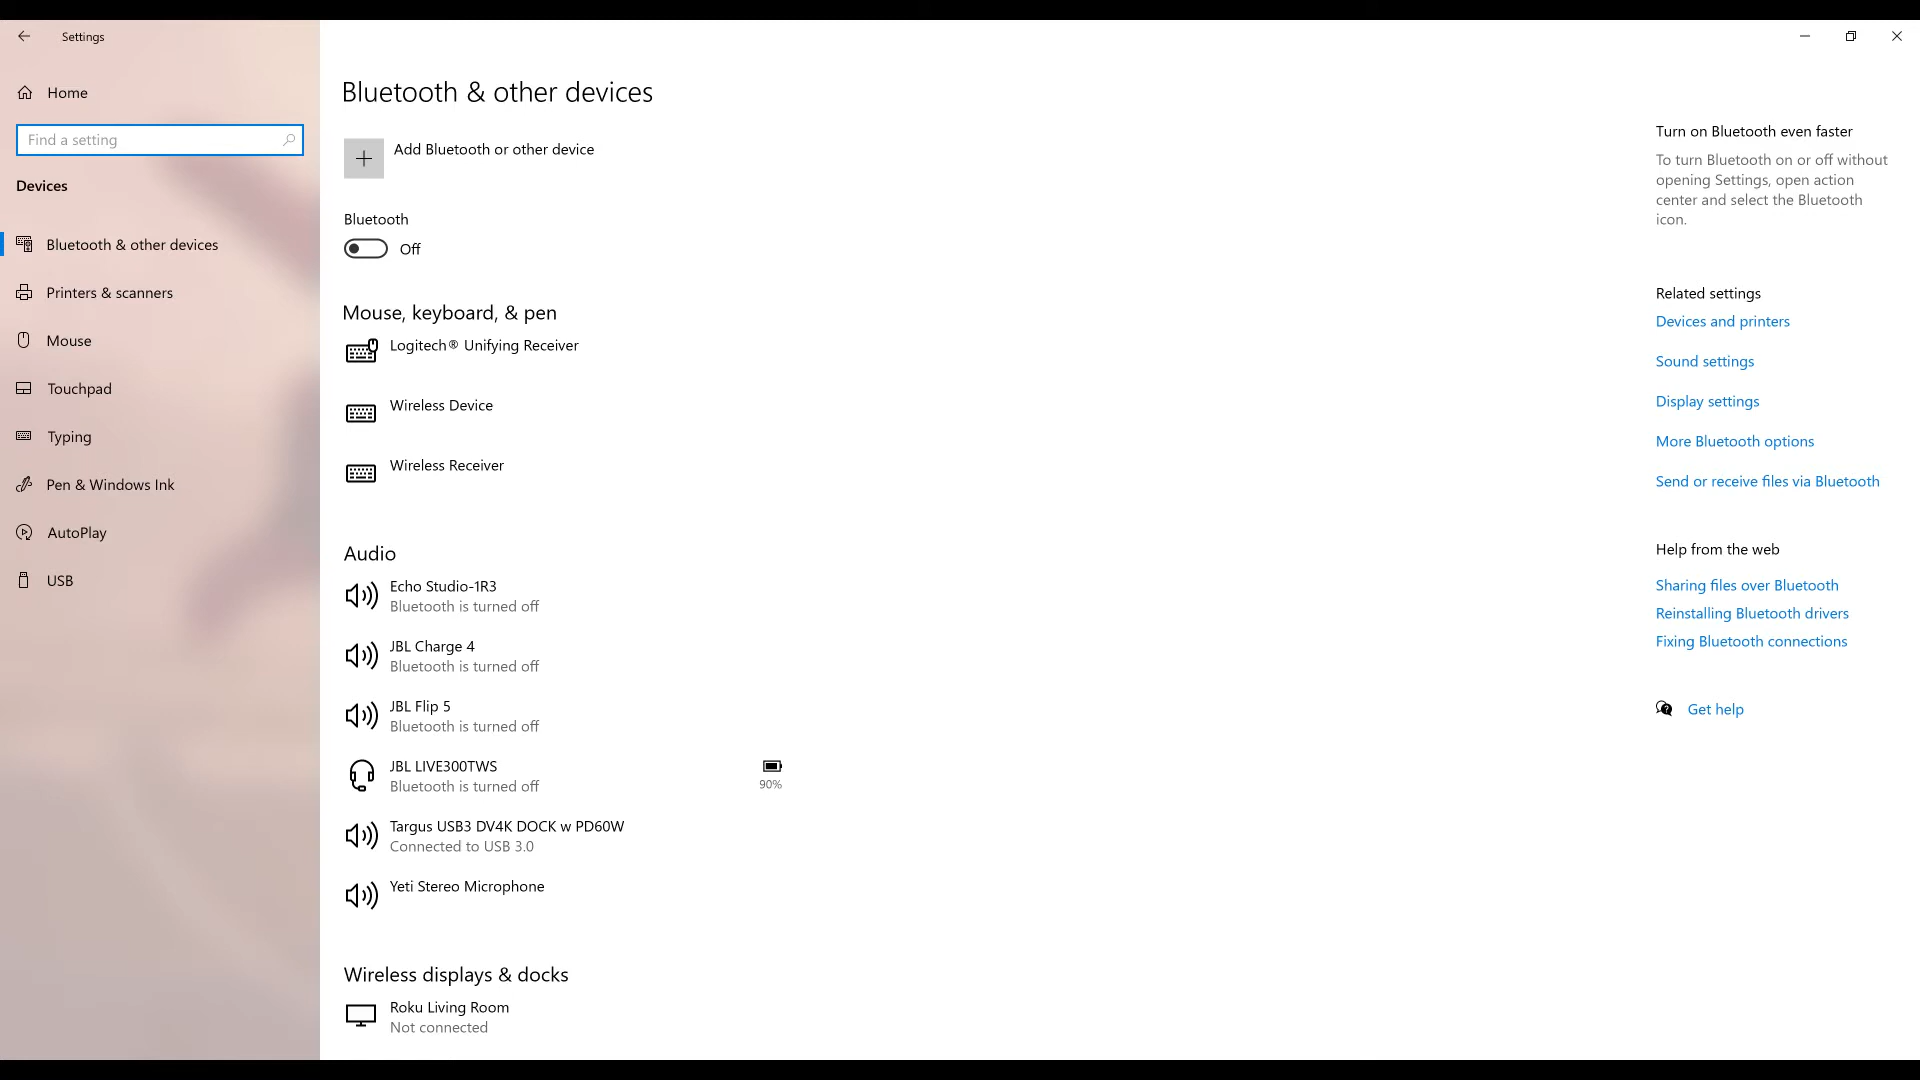 Settings
Home
Find a setting
Devices
Bluetooth & other devices
Printers & scanners
Mouse
Touchpad
Typing
Pen & Windows Ink
AutoPlay
USB
Bluetooth & other devices
Add Bluetooth or other device
Bluetooth
Off
Mouse, keyboard, & pen
Logitech® Unifying Receiver
Wireless Device
Wireless Receiver
Audio
Echo Studio-1R3
Bluetooth is turned off
JBL Charge 4
Bluetooth is turned off
JBL Flip 5
Bluetooth is turned off
JBL LIVE300TWS
Bluetooth is turned off
90%
Targus USB3 DV4K DOCK w PD60W
Connected to USB 3.0
Yeti Stereo Microphone
Wireless displays & docks
Roku Living Room
Not connected
Turn on Bluetooth even faster
To turn Bluetooth on or off without
opening Settings, open action
center and select the Bluetooth
icon.
Related settings
Devices and printers
Sound settings
Display settings
More Bluetooth options
Send or receive files via Bluetooth
Help from the web
Sharing files over Bluetooth
Reinstalling Bluetooth drivers
Fixing Bluetooth connections
Get help